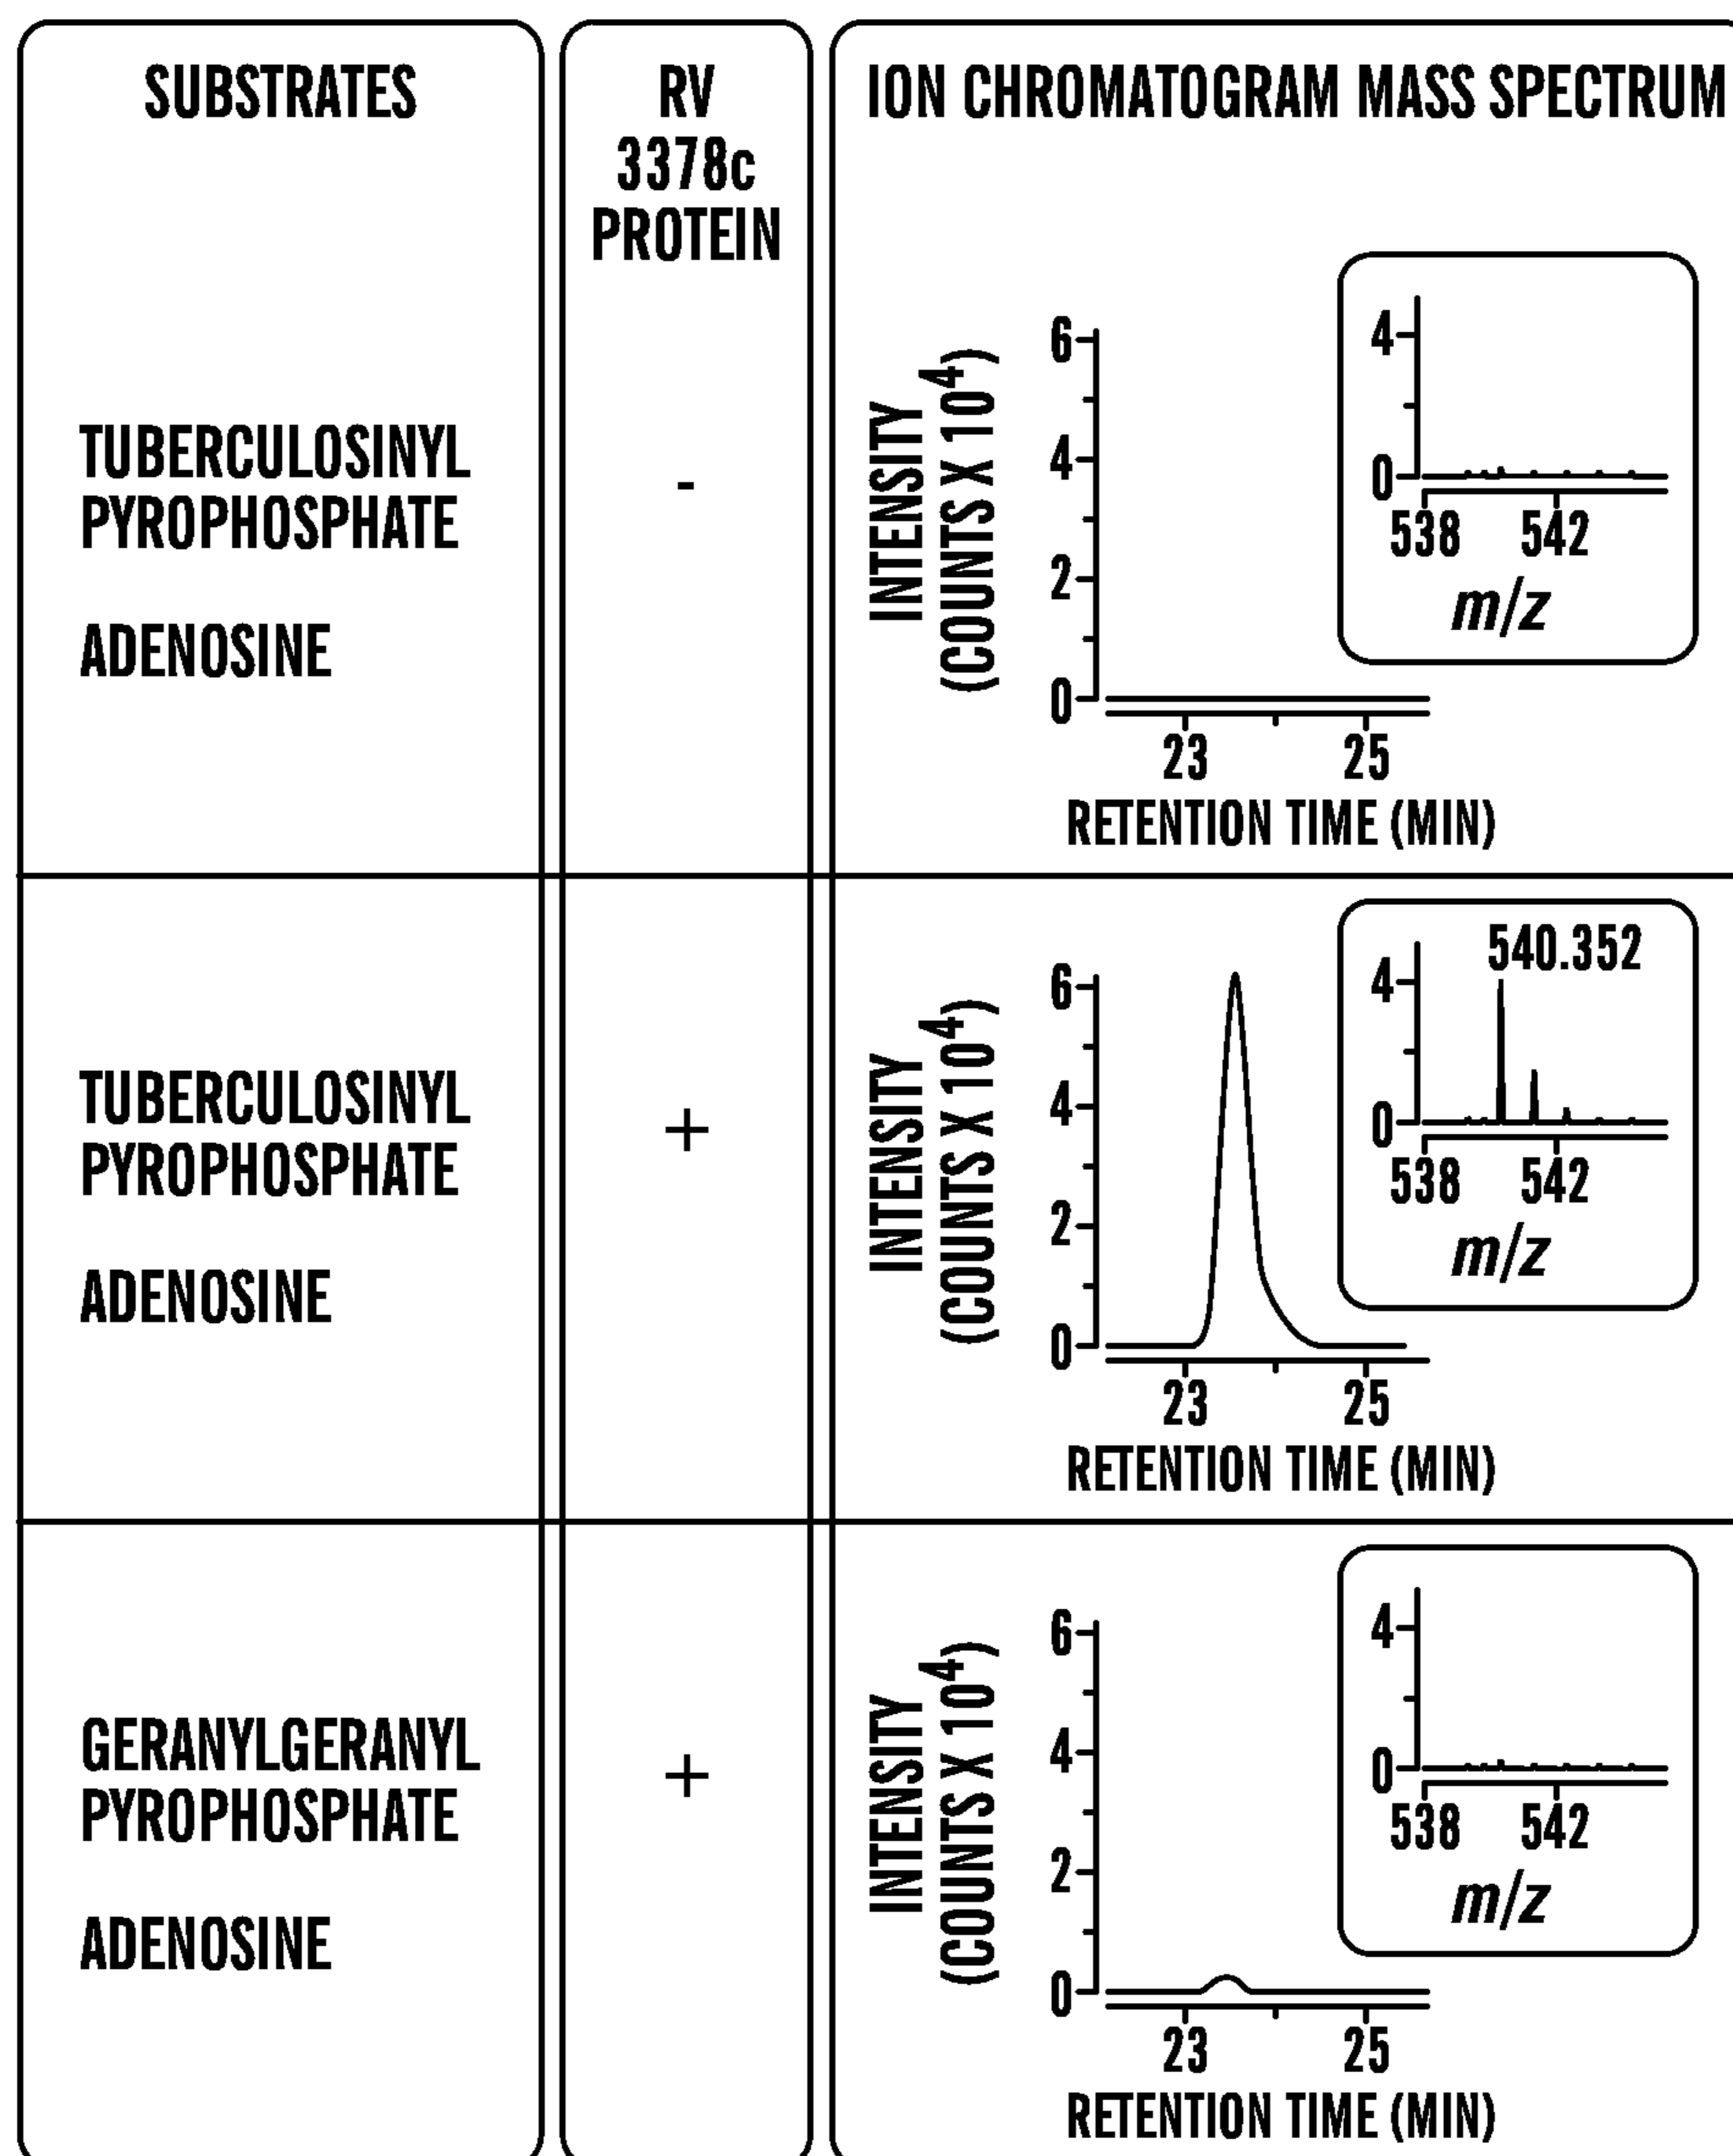 SUBSTRATES
RV
3378c
PROTEIN
ION CHROMATOGRAM MASS SPECTRUM
TUBERCULOSINYL
PYROPHOSPHATE
ADENOSINE
-
INTENSITY
(COUNTS X 10⁴)
6
4
2
0
23 25
RETENTION TIME (MIN)
4
0
538 542
m/z
TUBERCULOSINYL
PYROPHOSPHATE
ADENOSINE
+
INTENSITY
(COUNTS X 10⁴)
6
4
2
0
23 25
RETENTION TIME (MIN)
540.352
4
0
538 542
m/z
GERANYLGERANYL
PYROPHOSPHATE
ADENOSINE
+
INTENSITY
(COUNTS X 10⁴)
6
4
2
0
23 25
RETENTION TIME (MIN)
4
0
538 542
m/z